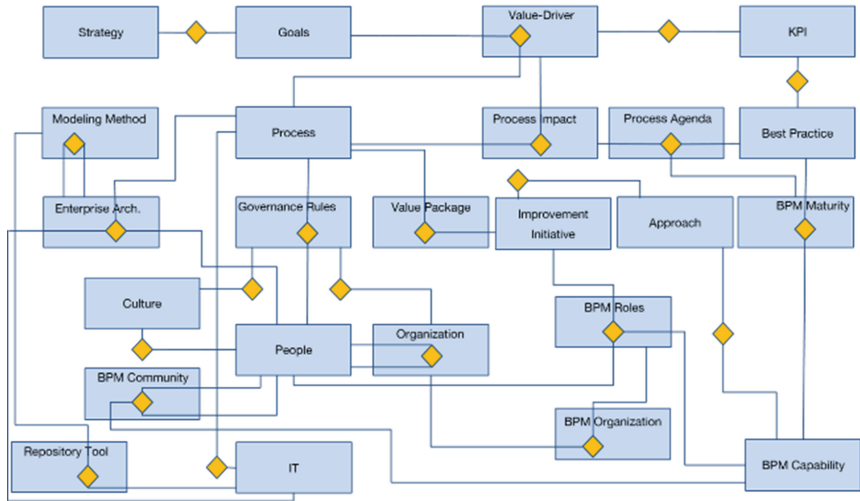 Strategy
Goals
Value-Driver
KPI
Modeling Method
Process
Process Impact
Process Agenda
Best Practice
Enterprise Arch.
Governance Rules
Value Package
Improvement
Initiative
Approach
BPM Maturity
Culture
BPM Roles
People
Organization
BPM Community
BPM Organization
Repository Tool
IT
BPM Capability